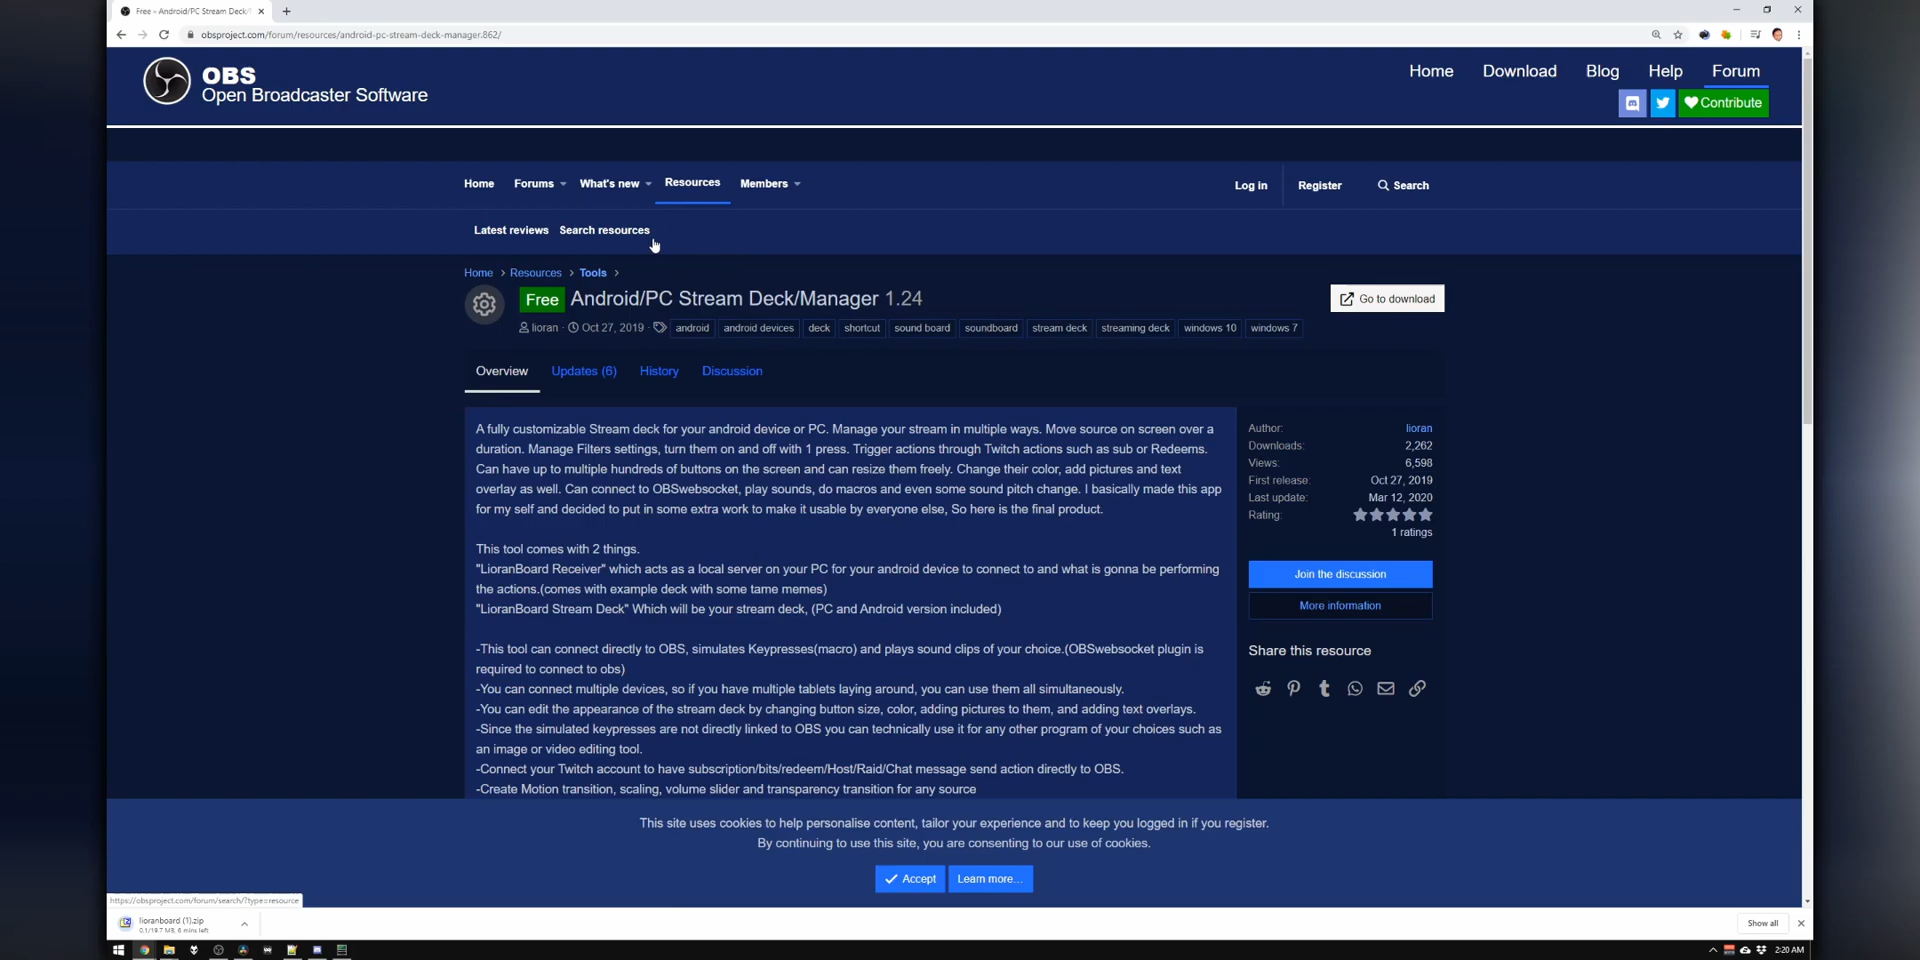 Free - Android/PC Stream Deck/
obsproject.com/forum/resources/android-pc-stream-deck-manager.862/
OBS
Open Broadcaster Software
Home Download Blog Help Forum
Contribute
Home Forums What's new Resources Members Log in Register Search
Latest reviews Search resources
Home > Resources > Tools >
Free Android/PC Stream Deck/Manager 1.24
Go to download
lioran · Oct 27, 2019 · android android devices deck shortcut sound board soundboard stream deck streaming deck windows 10 windows 7
Overview Updates (6) History Discussion
A fully customizable Stream deck for your android device or PC. Manage your stream in multiple ways. Move source on screen over a
duration. Manage Filters settings, turn them on and off with 1 press. Trigger actions through Twitch actions such as sub or Redeems.
Can have up to multiple hundreds of buttons on the screen and can resize them freely. Change their color, add pictures and text
overlay as well. Can connect to OBSwebsocket, play sounds, do macros and even some sound pitch change. I basically made this app
for my self and decided to put in some extra work to make it usable by everyone else, So here is the final product.
This tool comes with 2 things.
"LioranBoard Receiver" which acts as a local server on your PC for your android device to connect to and what is gonna be performing
the actions.(comes with example deck with some tame memes)
"LioranBoard Stream Deck" Which will be your stream deck, (PC and Android version included)
-This tool can connect directly to OBS, simulates Keypresses(macro) and plays sound clips of your choice.(OBSwebsocket plugin is
required to connect to obs)
-You can connect multiple devices, so if you have multiple tablets laying around, you can use them all simultaneously.
-You can edit the appearance of the stream deck by changing button size, color, adding pictures to them, and adding text overlays.
-Since the simulated keypresses are not directly linked to OBS you can technically use it for any other program of your choices such as
an image or video editing tool.
-Connect your Twitch account to have subscription/bits/redeem/Host/Raid/Chat message send action directly to OBS.
-Create Motion transition, scaling, volume slider and transparency transition for any source
Author: lioran
Downloads: 2,262
Views: 6,598
First release: Oct 27, 2019
Last update: Mar 12, 2020
Rating:
1 ratings
Join the discussion
More information
Share this resource
This site uses cookies to help personalise content, tailor your experience and to keep you logged in if you register.
By continuing to use this site, you are consenting to our use of cookies.
Accept Learn more…
https://obsproject.com/forum/search/?type=resource
lioranboard (1).zip
0.1/19.7 MB, 6 mins left
Show all
2:20 AM